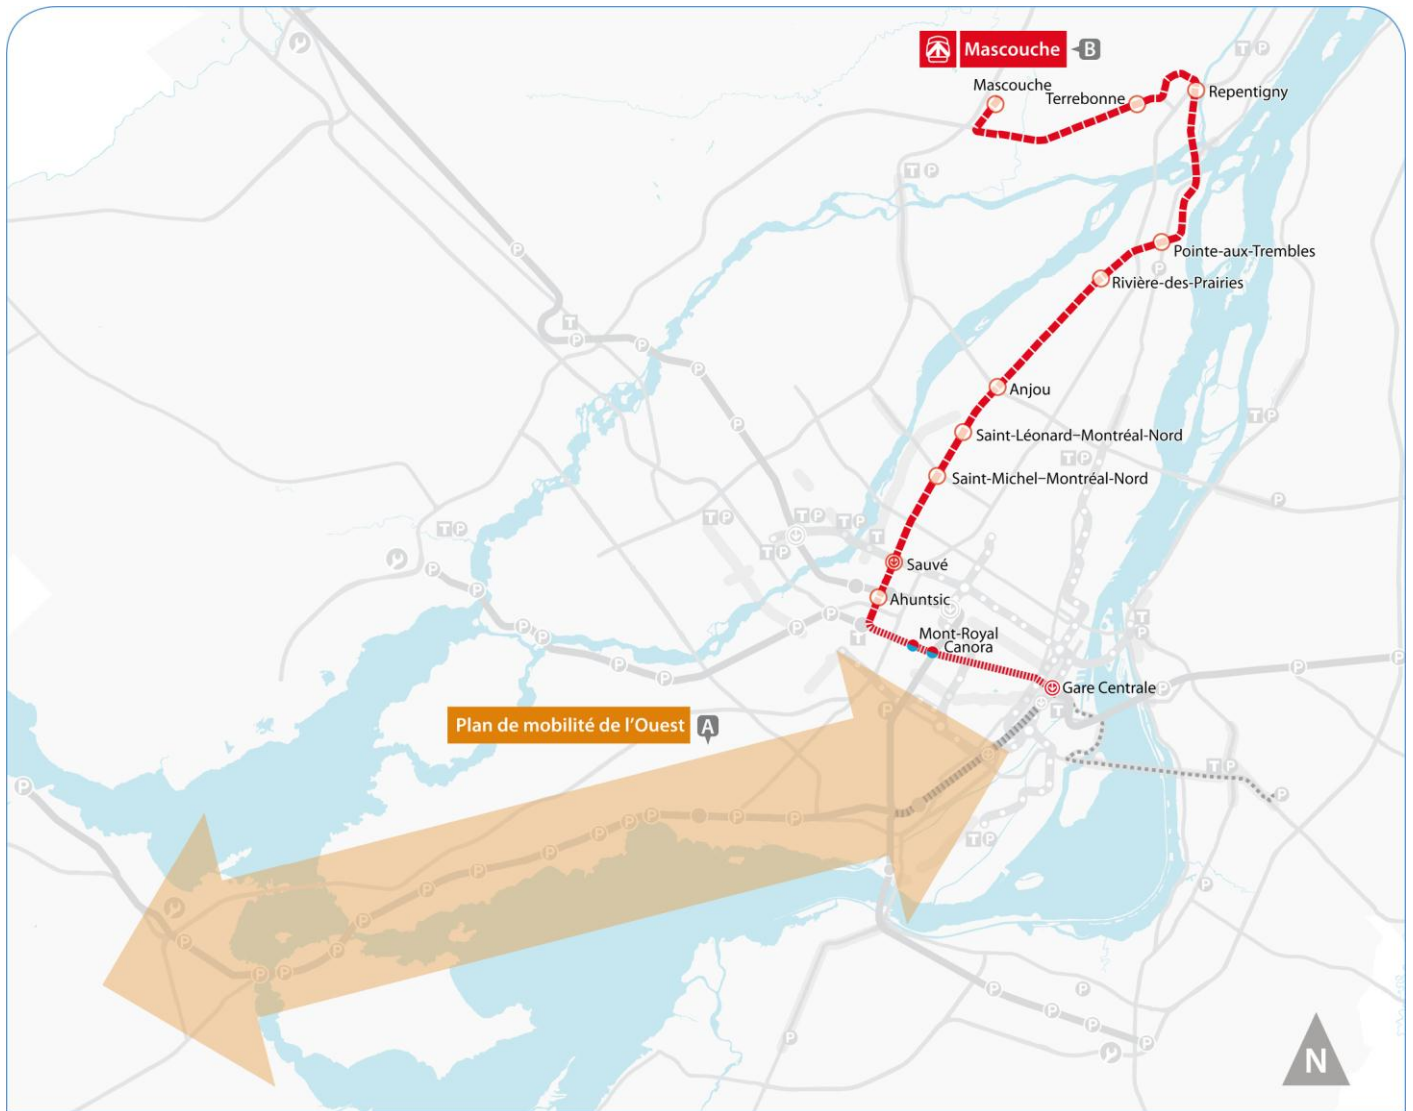 Mascouche B
Mascouche
Terrebonne
Repentigny
Pointe-aux-Trembles
Rivière-des-Prairies
Anjou
Saint-Léonard–Montréal-Nord
Saint-Michel–Montréal-Nord
Sauvé
Ahuntsic
Mont-Royal
Canora
Gare Centrale
Plan de mobilité de l'Ouest A
N